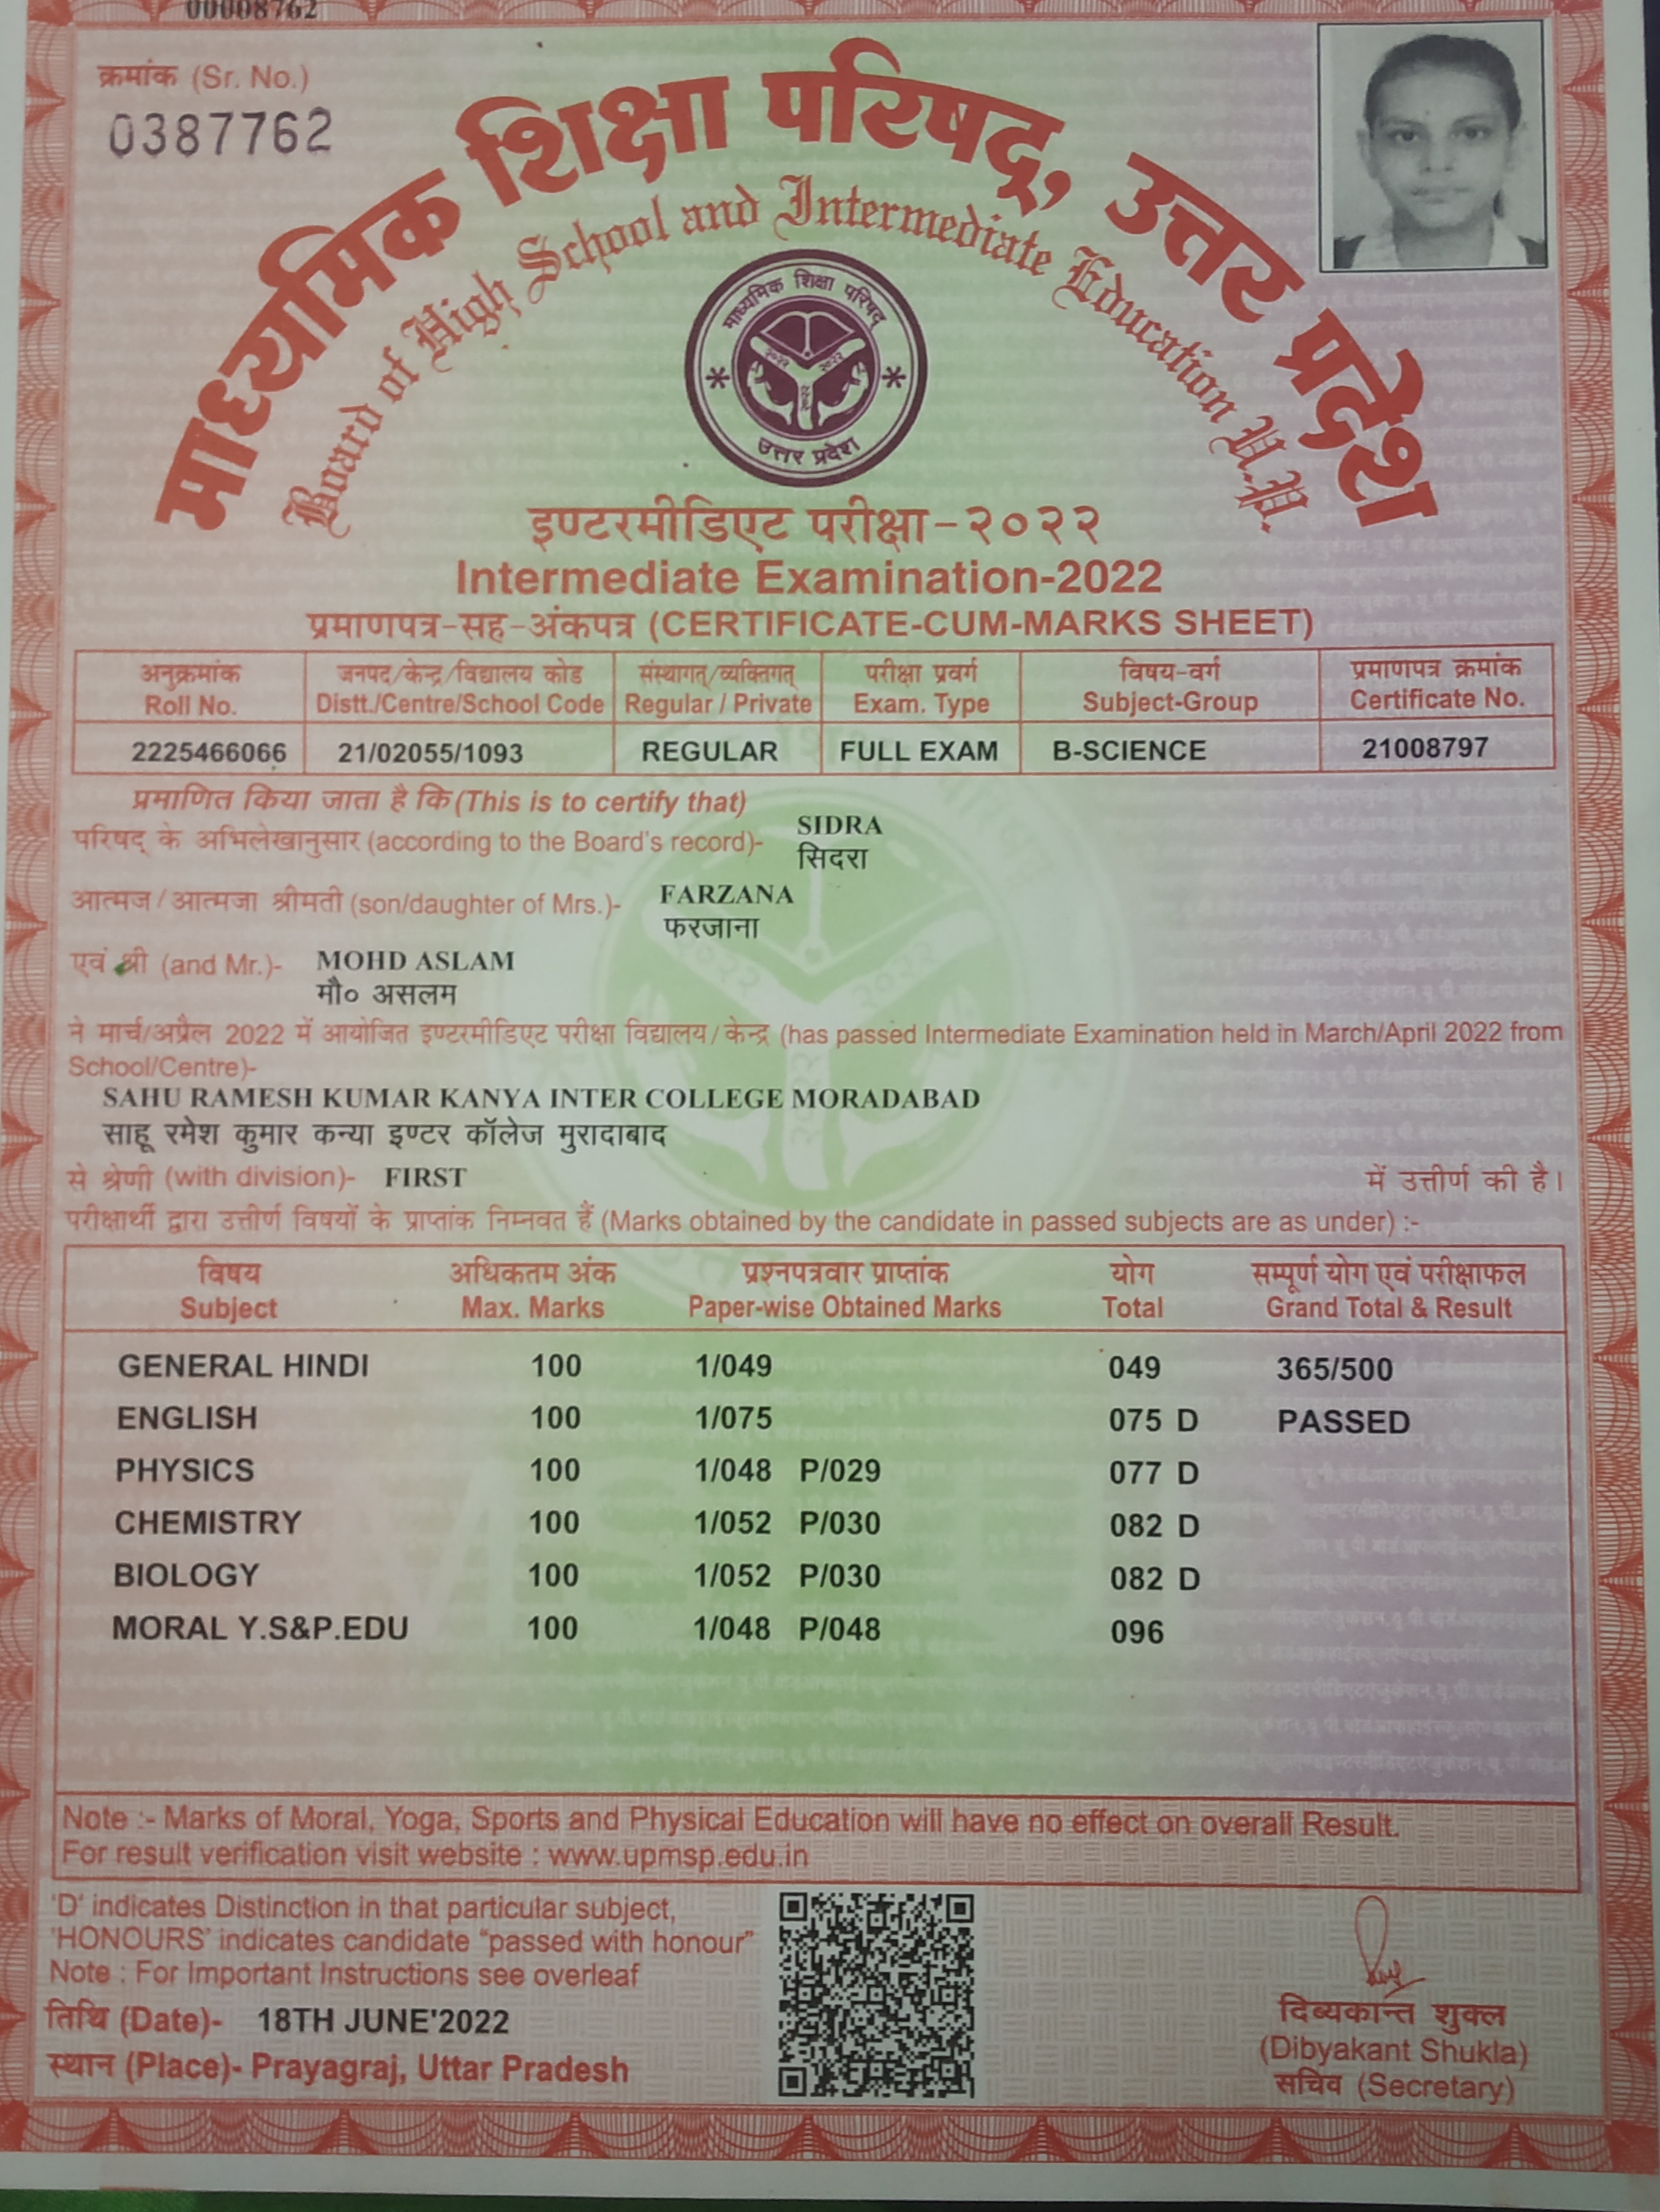 00008762
क्रमांक (Sr. No.)
0387762
माध्यमिक शिक्षा परिषद्, उत्तर प्रदेश
Board of High School and Intermediate Education U.P.
माध्यमिक शिक्षा परिषद्
२०२२ २०२२
२०२२
उत्तर प्रदेश
इण्टरमीडिएट परीक्षा-२०२२
Intermediate Examination-2022
प्रमाणपत्र-सह-अंकपत्र (CERTIFICATE-CUM-MARKS SHEET)
अनुक्रमांक जनपद/केन्द्र/विद्यालय कोड संस्थागत्/व्यक्तिगत् परीक्षा प्रवर्ग विषय-वर्ग प्रमाणपत्र क्रमांक
Roll No. Distt./Centre/School Code Regular / Private Exam. Type Subject-Group Certificate No.
2225466066 21/02055/1093 REGULAR FULL EXAM B-SCIENCE 21008797
प्रमाणित किया जाता है कि (This is to certify that)
परिषद् के अभिलेखानुसार (according to the Board's record)- SIDRA
सिदरा
आत्मज/आत्मजा श्रीमती (son/daughter of Mrs.)- FARZANA
फरजाना
एवं श्री (and Mr.)- MOHD ASLAM
मौ० असलम
ने मार्च/अप्रैल 2022 में आयोजित इण्टरमीडिएट परीक्षा विद्यालय/केन्द्र (has passed Intermediate Examination held in March/April 2022 from
School/Centre)-
SAHU RAMESH KUMAR KANYA INTER COLLEGE MORADABAD
साहू रमेश कुमार कन्या इण्टर कॉलेज मुरादाबाद
से श्रेणी (with division)- FIRST में उत्तीर्ण की है।
परीक्षार्थी द्वारा उत्तीर्ण विषयों के प्राप्तांक निम्नवत हैं (Marks obtained by the candidate in passed subjects are as under) :-
विषय अधिकतम अंक प्रश्नपत्रवार प्राप्तांक योग सम्पूर्ण योग एवं परीक्षाफल
Subject Max. Marks Paper-wise Obtained Marks Total Grand Total & Result
GENERAL HINDI 100 1/049 049 365/500
ENGLISH 100 1/075 075 D PASSED
PHYSICS 100 1/048 P/029 077 D
CHEMISTRY 100 1/052 P/030 082 D
BIOLOGY 100 1/052 P/030 082 D
MORAL Y.S&P.EDU 100 1/048 P/048 096
Note :- Marks of Moral, Yoga, Sports and Physical Education will have no effect on overall Result.
For result verification visit website : www.upmsp.edu.in
'D' indicates Distinction in that particular subject,
'HONOURS' indicates candidate "passed with honour"
Note : For Important Instructions see overleaf
तिथि (Date)- 18TH JUNE'2022
स्थान (Place)- Prayagraj, Uttar Pradesh
दिव्यकान्त शुक्ल
(Dibyakant Shukla)
सचिव (Secretary)